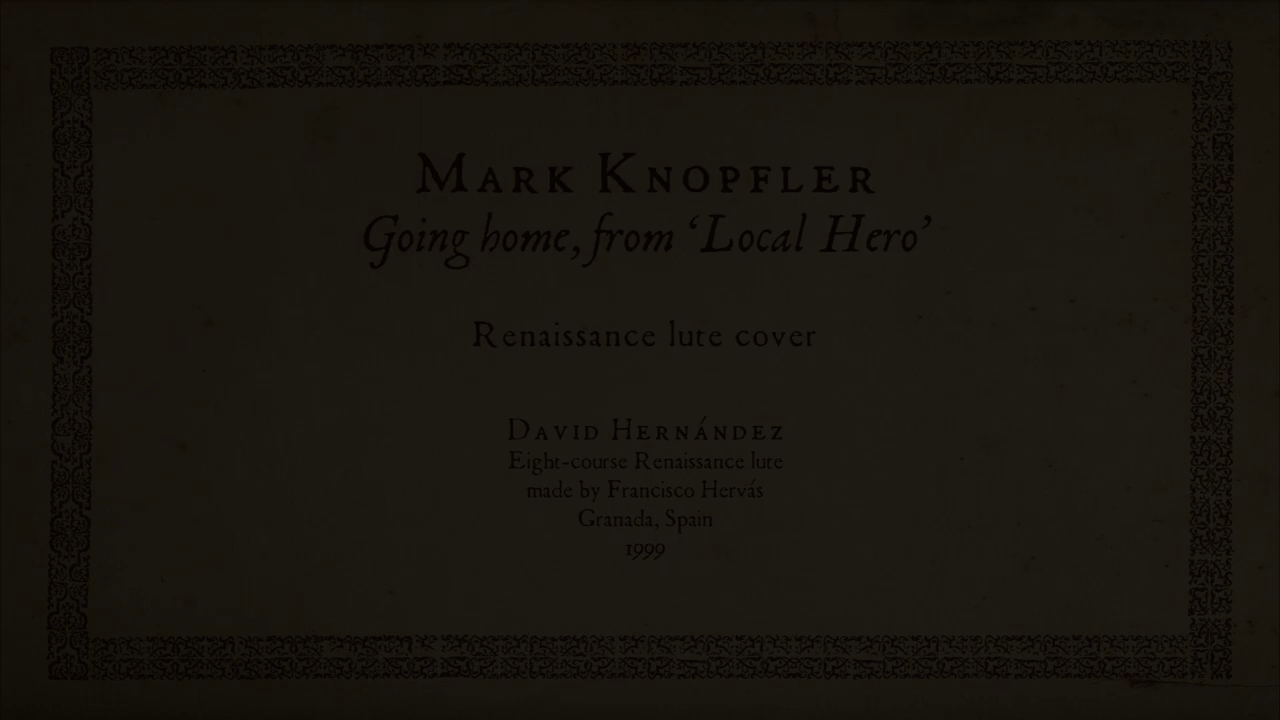 Mark Knopfler
Going home, from ‘Local Hero’
Renaissance lute cover
David Hernández
Eight-course Renaissance lute
made by Francisco Hervás
Granada, Spain
1999